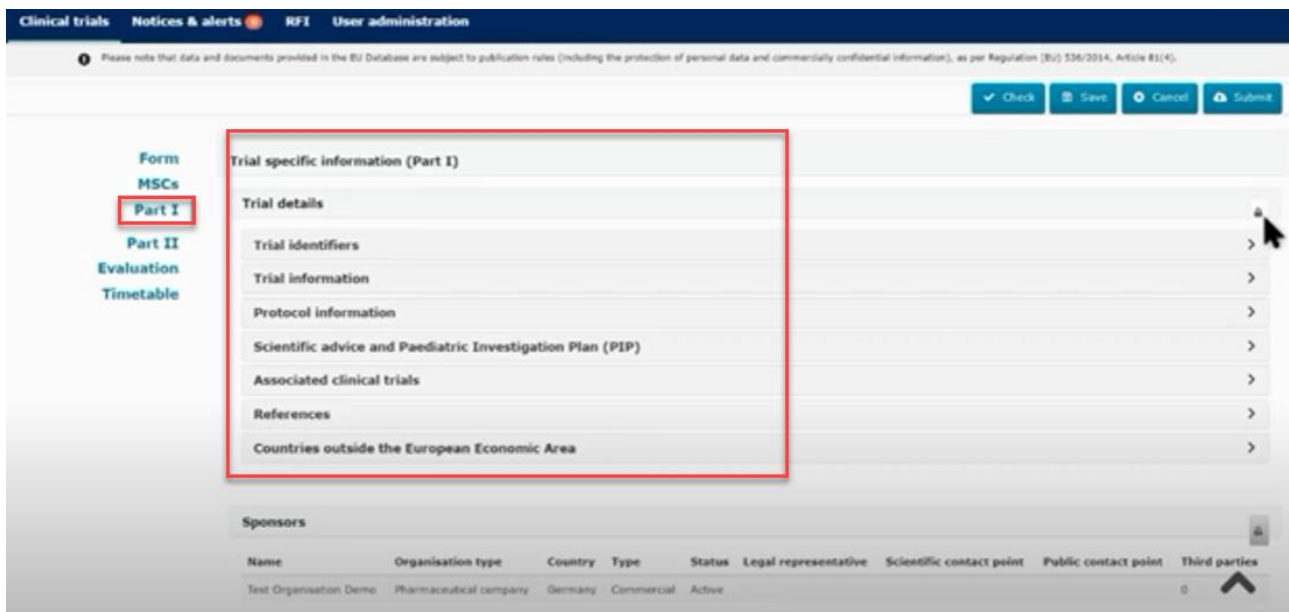 Clinical trials Notices & alerts RFI User administration
Please note that data and documents provided in the EU Database are subject to publication rules (including the protection of personal data and commercially confidential information), as per Regulation (EU) 536/2014, Article 81(4).
Check Save Cancel Submit
Form
MSCs
Part I
Part II
Evaluation
Timetable
Trial specific information (Part I)
Trial details
Trial identifiers
Trial information
Protocol information
Scientific advice and Paediatric Investigation Plan (PIP)
Associated clinical trials
References
Countries outside the European Economic Area
Sponsors
Name Organisation type Country Type Status Legal representative Scientific contact point Public contact point Third parties
Test Organisation Demo Pharmaceutical company Germany Commercial Active 0